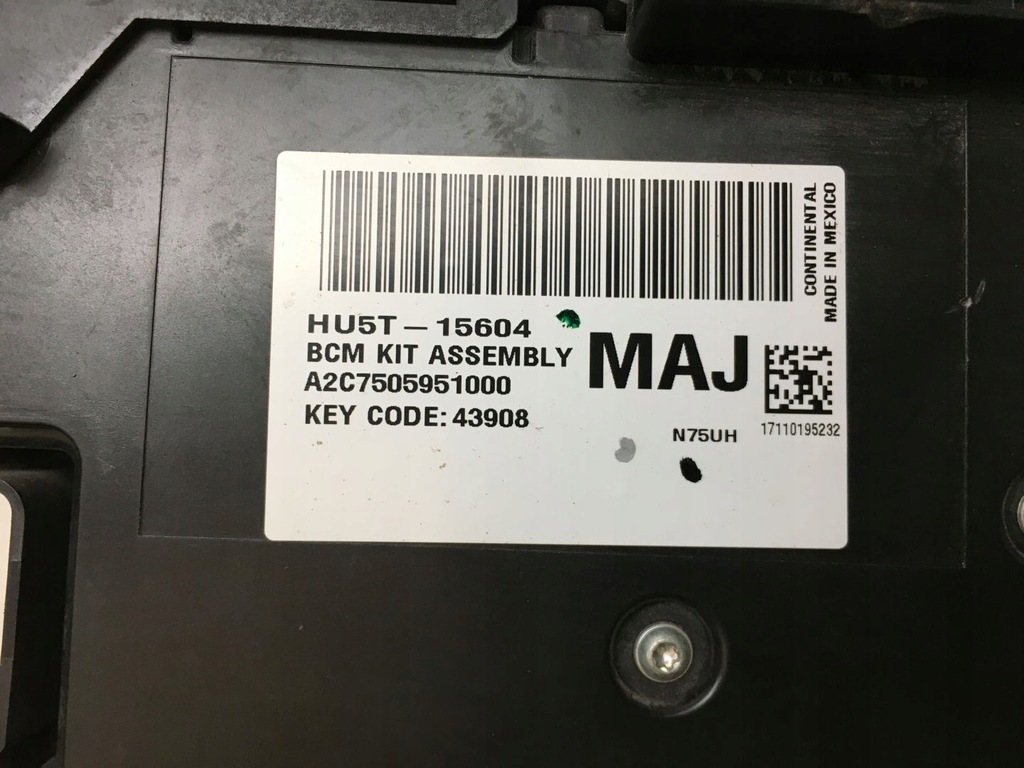 CONTINENTAL
MADE IN MEXICO
HU5T-15604
BCM KIT ASSEMBLY
A2C7505951000
KEY CODE: 43908
MAJ
N75UH
17110195232